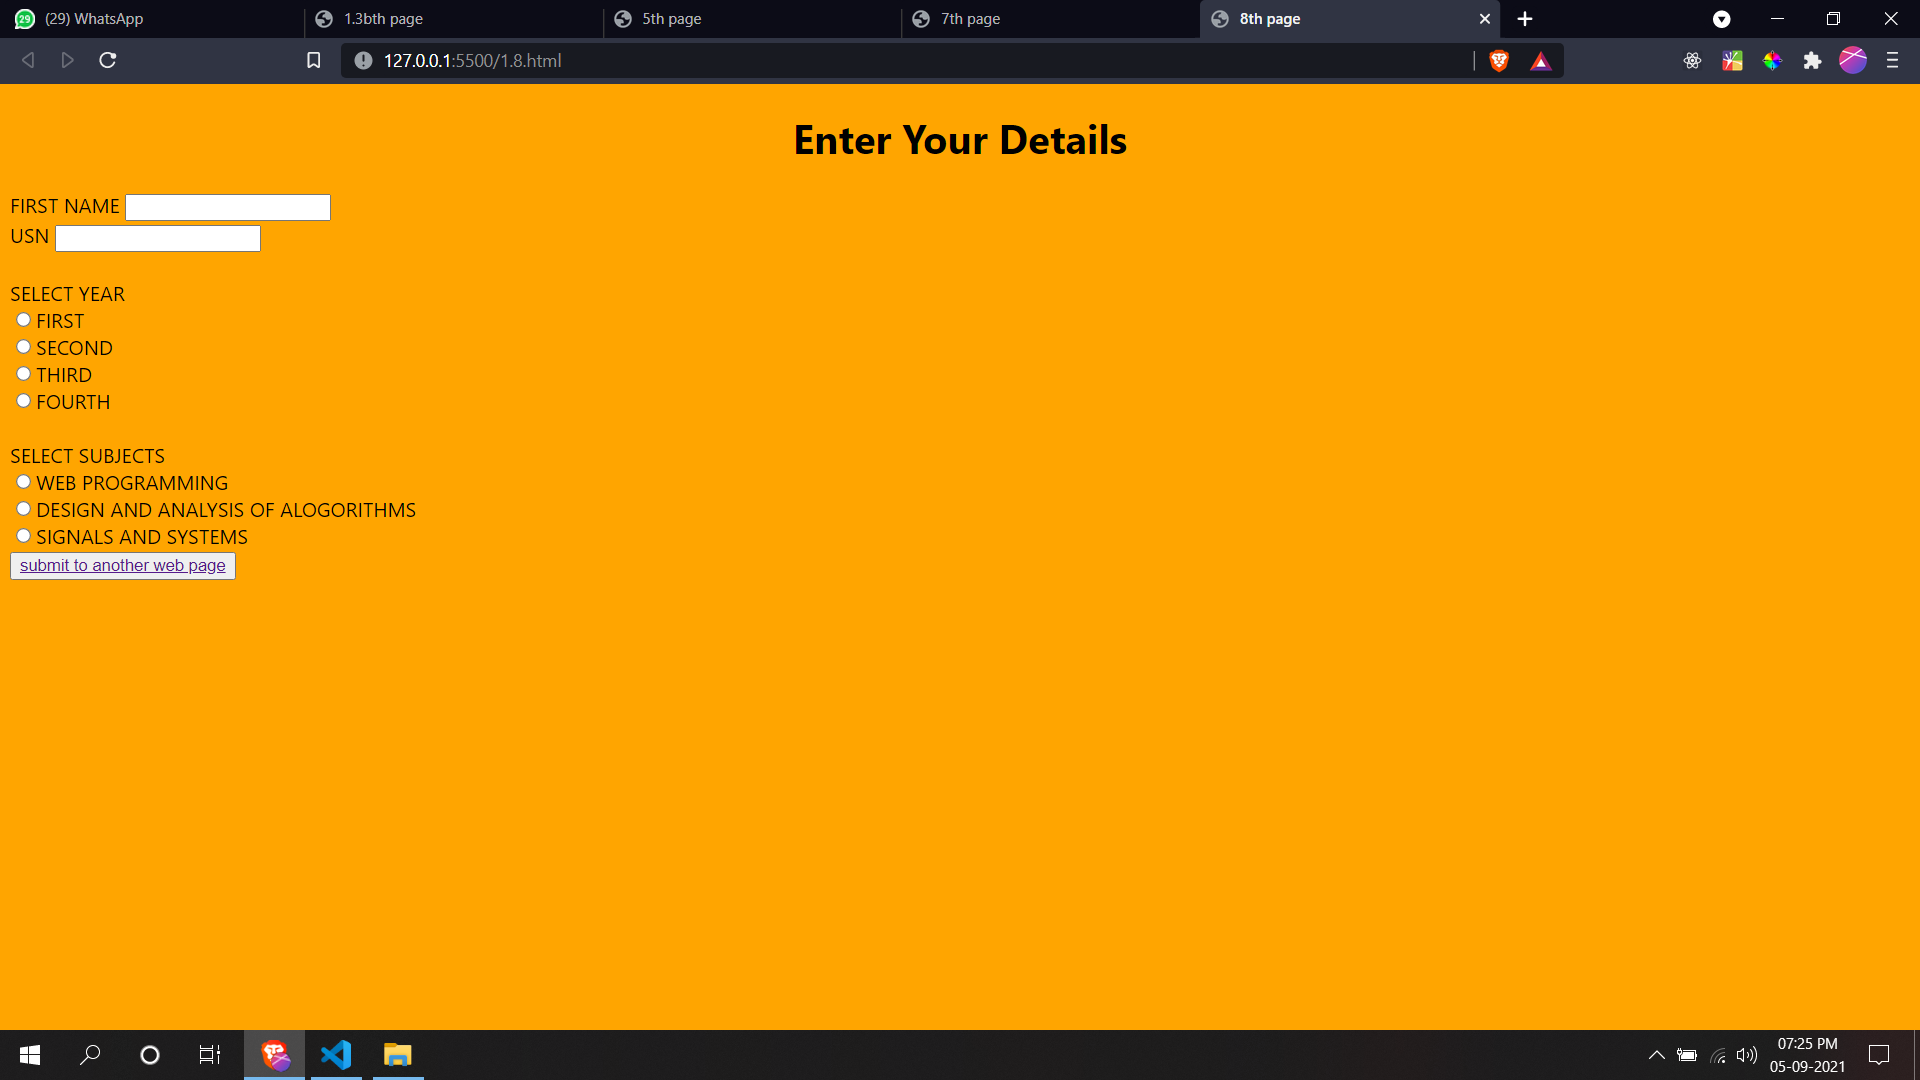 (29) WhatsApp
1.3bth page
5th page
7th page
8th page
127.0.0.1:5500/1.8.html
Enter Your Details
FIRST NAME
USN
SELECT YEAR
FIRST
SECOND
THIRD
FOURTH
SELECT SUBJECTS
WEB PROGRAMMING
DESIGN AND ANALYSIS OF ALOGORITHMS
SIGNALS AND SYSTEMS
submit to another web page
07:25 PM
05-09-2021